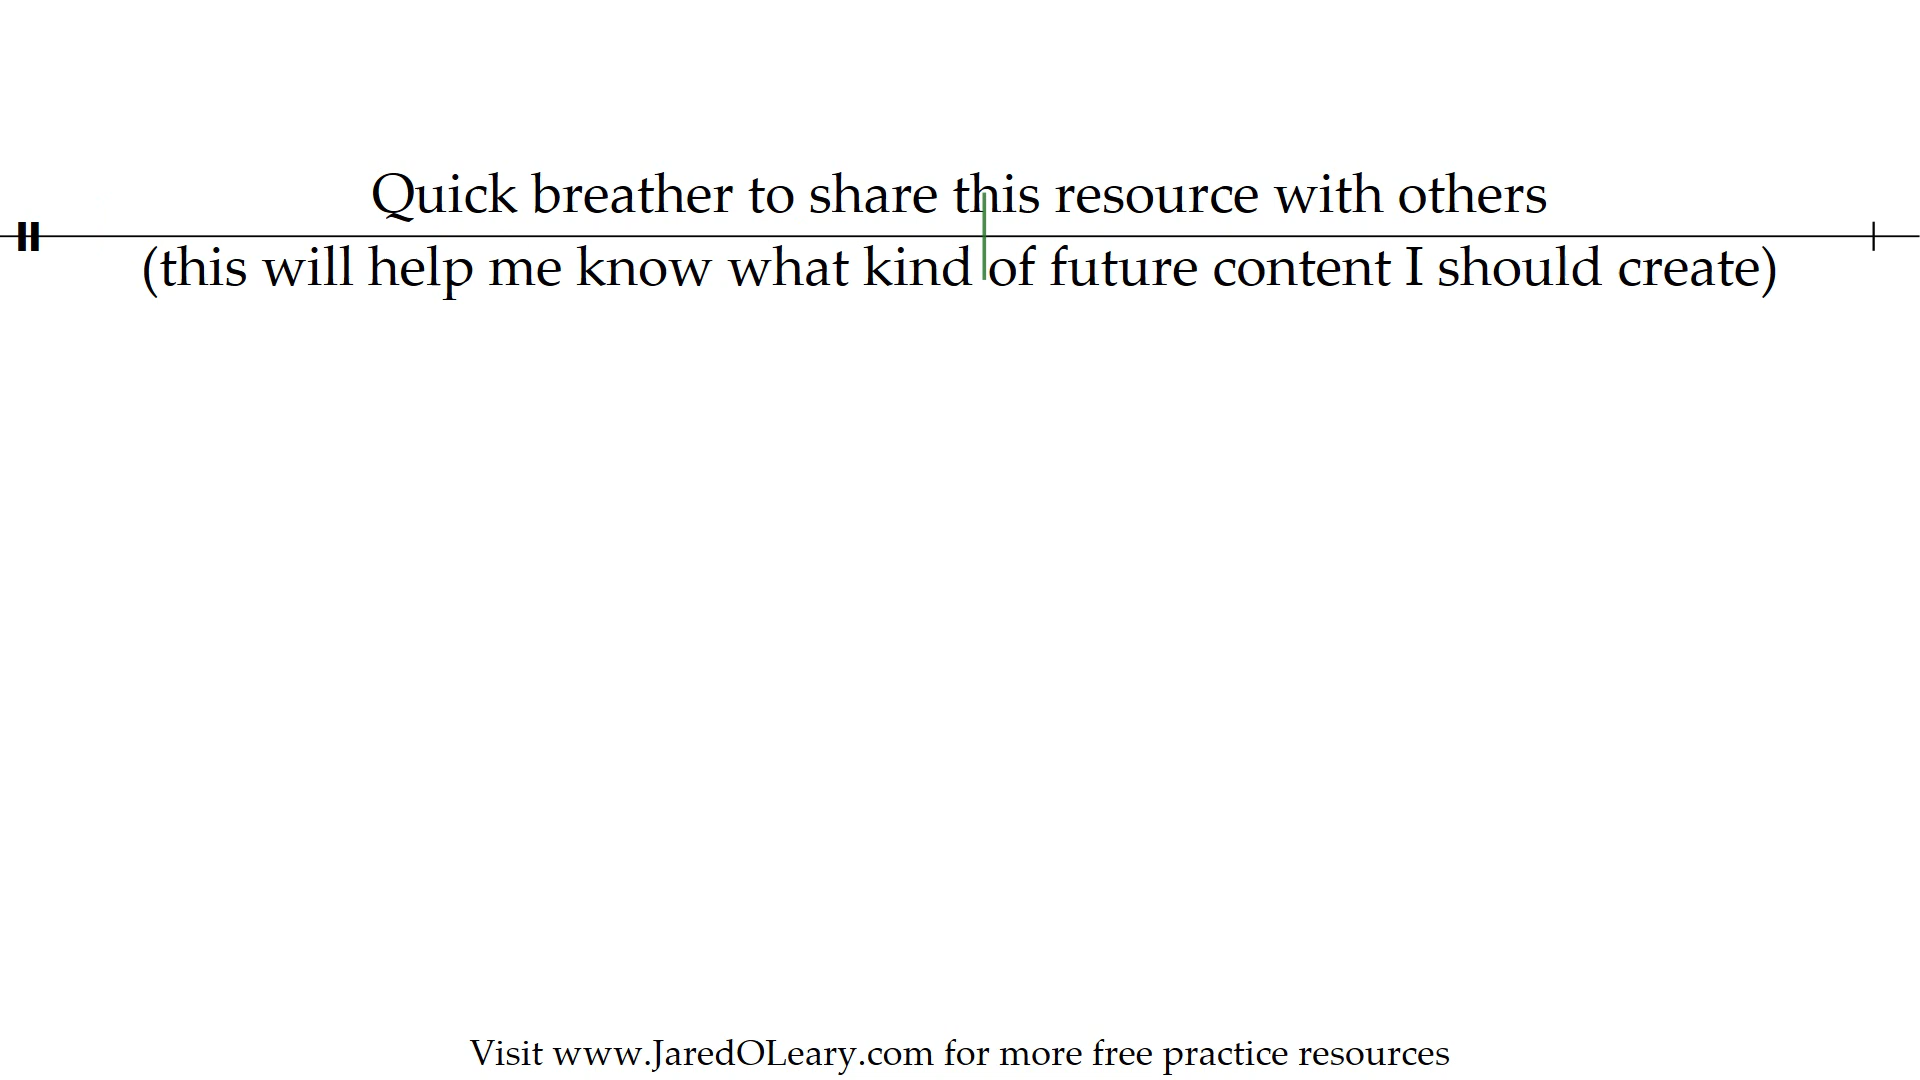 Quick breather to share this resource with others
(this will help me know what kind of future content I should create)
Visit www.JaredOLeary.com for more free practice resources